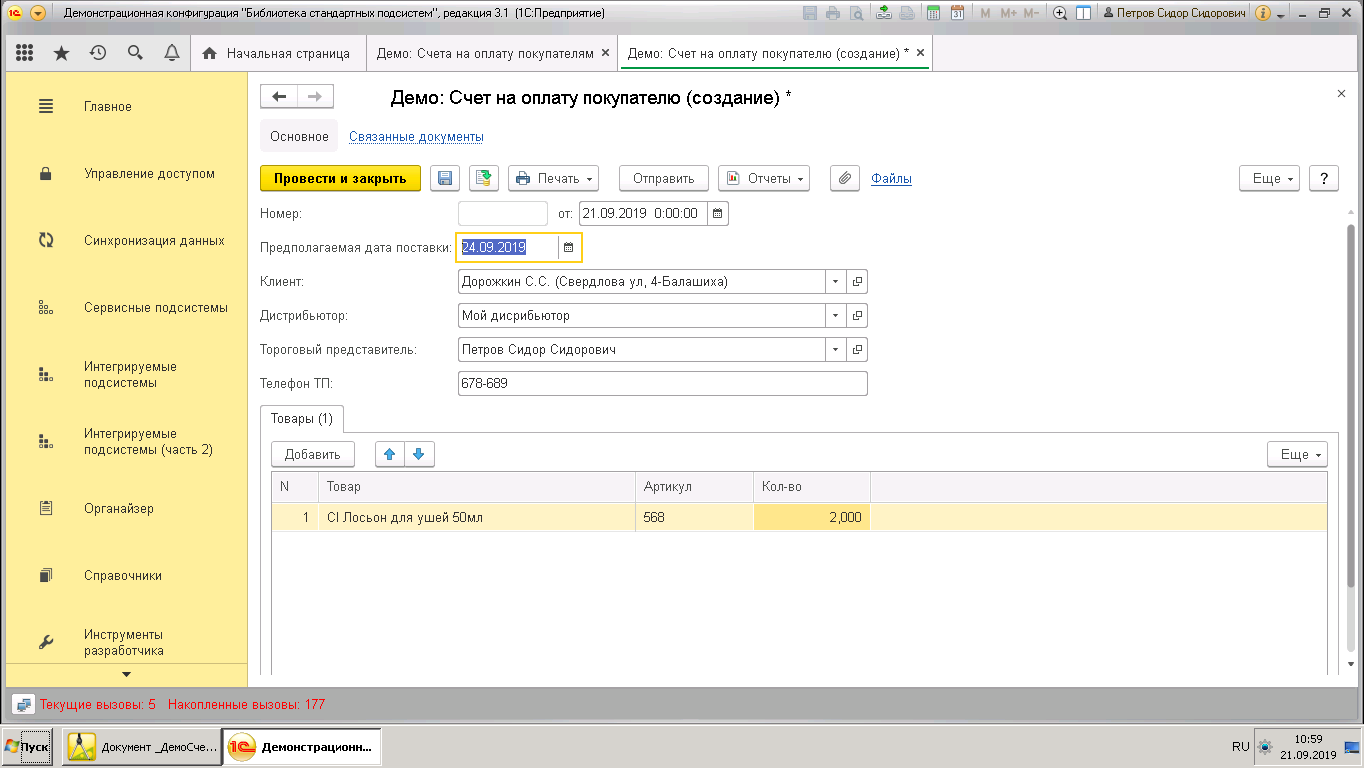 Демонстрационная конфигурация "Библиотека стандартных подсистем", редакция 3.1 (1С:Предприятие)
M M+ M- Петров Сидор Сидорович
Начальная страница
Демо: Счета на оплату покупателям
Демо: Счет на оплату покупателю (создание) *
Главное
Управление доступом
Синхронизация данных
Сервисные подсистемы
Интегрируемые
подсистемы
Интегрируемые
подсистемы (часть 2)
Органайзер
Справочники
Инструменты
разработчика
Демо: Счет на оплату покупателю (создание) *
Основное Связанные документы
Провести и закрыть Печать Отправить Отчеты Файлы Еще ?
Номер: от: 21.09.2019 0:00:00
Предполагаемая дата поставки: 24.09.2019
Клиент: Дорожкин С.С. (Свердлова ул, 4-Балашиха)
Дистрибьютор: Мой дисрибьютор
Тороговый представитель: Петров Сидор Сидорович
Телефон ТП: 678-689
Товары (1)
Добавить Еще
N Товар Артикул Кол-во
1 CI Лосьон для ушей 50мл 568 2,000
Текущие вызовы: 5 Накопленные вызовы: 177
Пуск Документ _ДемоСче... Демонстрационн... RU 10:59
21.09.2019